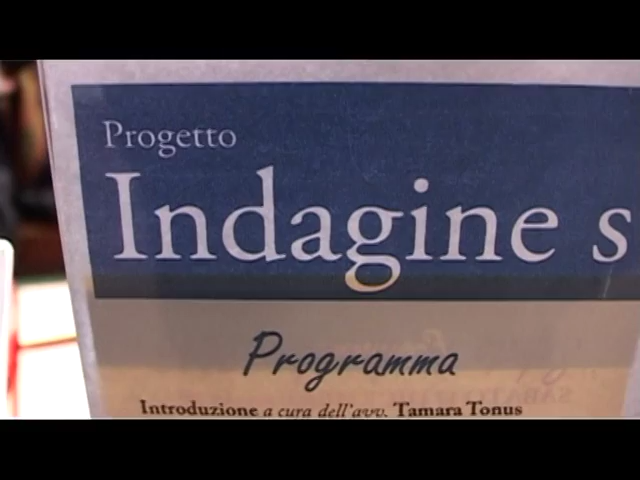 Progetto
Indagine s
Programma
Introduzione a cura dell'avv. Tamara Tonus